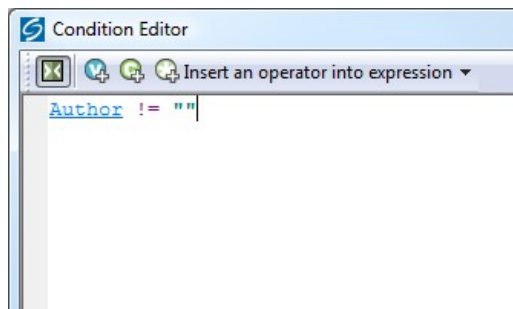 Condition Editor
Insert an operator into expression
Author != ""